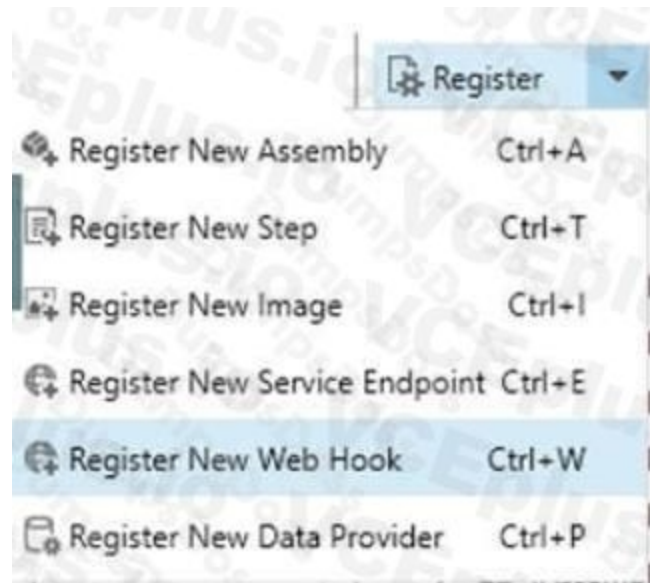 Register
Register New Assembly Ctrl+A
Register New Step Ctrl+T
Register New Image Ctrl+I
Register New Service Endpoint Ctrl+E
Register New Web Hook Ctrl+W
Register New Data Provider Ctrl+P